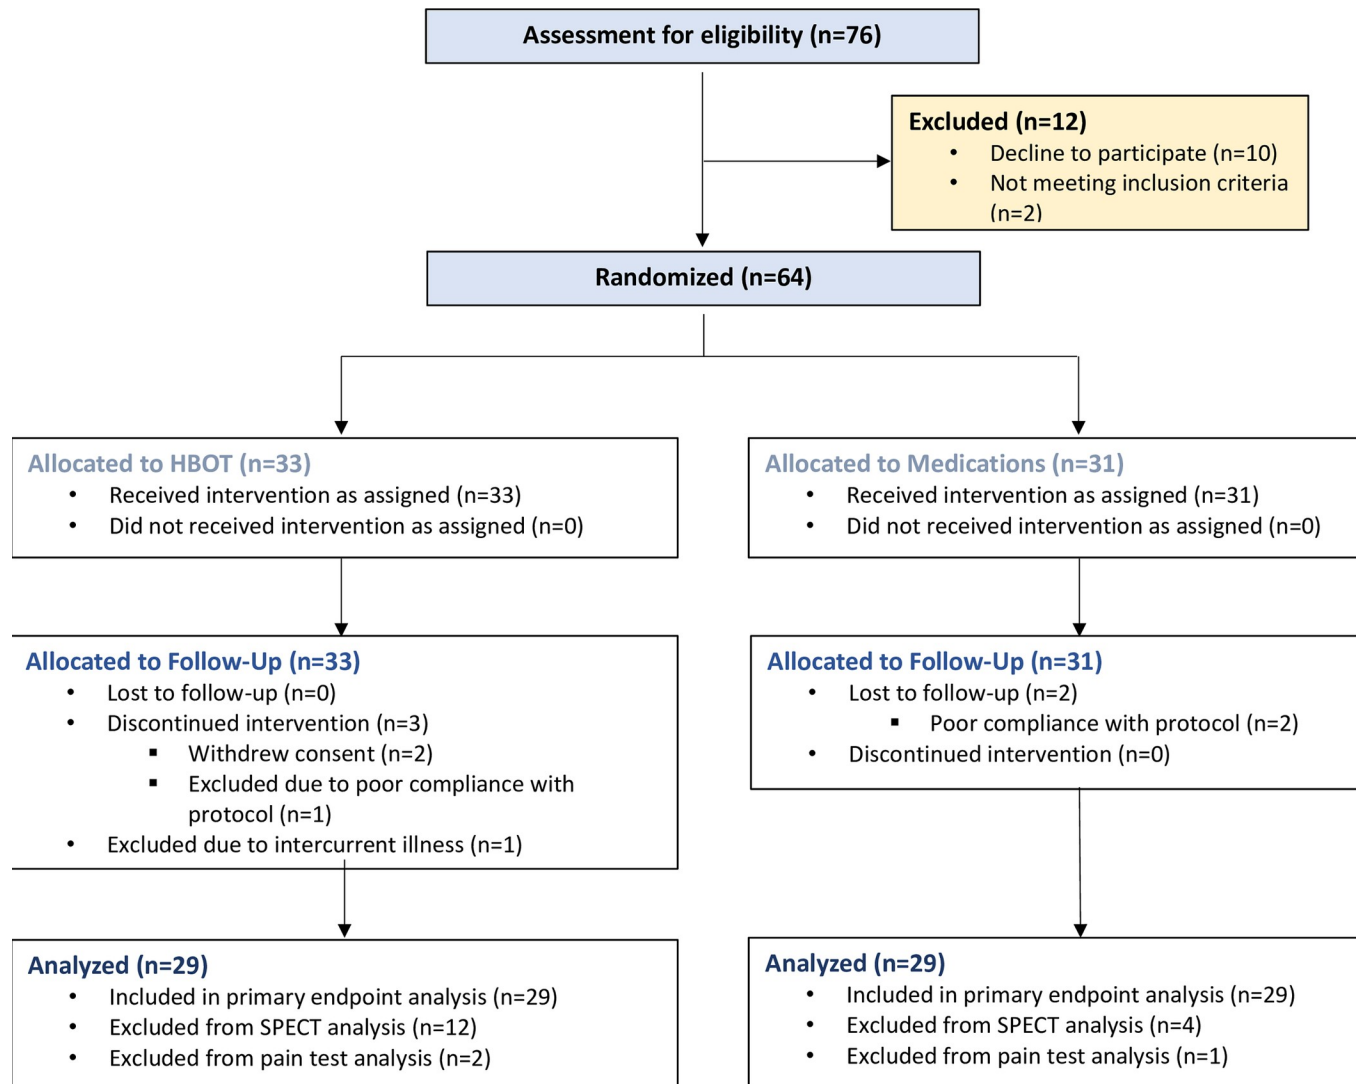 Assessment for eligibility (n=76)
Excluded (n=12)
• Decline to participate (n=10)
• Not meeting inclusion criteria
(n=2)
Randomized (n=64)
Allocated to HBOT (n=33)
• Received intervention as assigned (n=33)
• Did not received intervention as assigned (n=0)
Allocated to Medications (n=31)
• Received intervention as assigned (n=31)
• Did not received intervention as assigned (n=0)
Allocated to Follow-Up (n=33)
• Lost to follow-up (n=0)
• Discontinued intervention (n=3)
▪ Withdrew consent (n=2)
▪ Excluded due to poor compliance with
protocol (n=1)
• Excluded due to intercurrent illness (n=1)
Allocated to Follow-Up (n=31)
• Lost to follow-up (n=2)
▪ Poor compliance with protocol (n=2)
• Discontinued intervention (n=0)
Analyzed (n=29)
• Included in primary endpoint analysis (n=29)
• Excluded from SPECT analysis (n=12)
• Excluded from pain test analysis (n=2)
Analyzed (n=29)
• Included in primary endpoint analysis (n=29)
• Excluded from SPECT analysis (n=4)
• Excluded from pain test analysis (n=1)